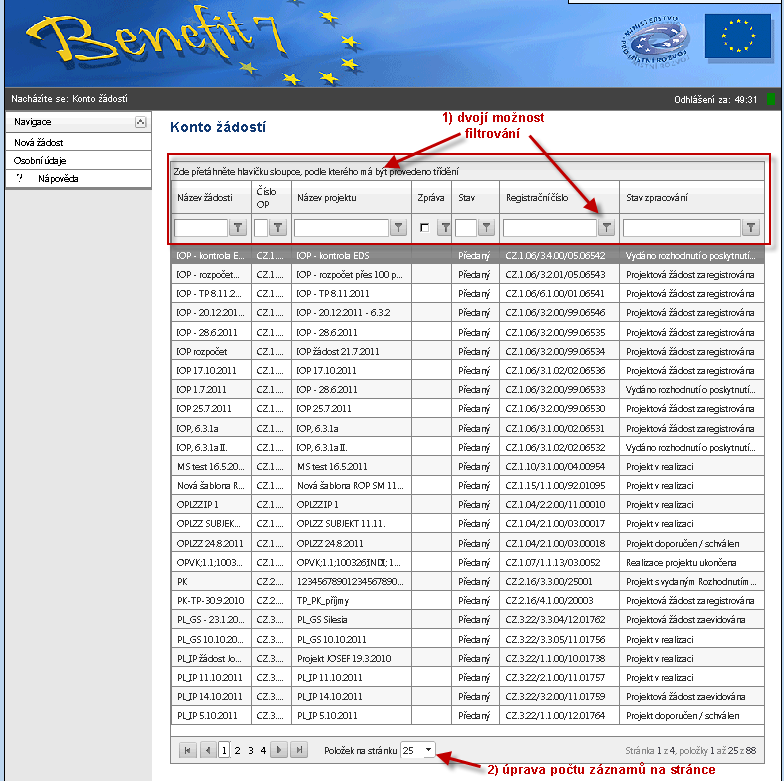 Benefit 7
MINISTERSTVO
PRO MÍSTNÍ ROZVOJ
Nacházíte se: Konto žádostí
Odhlášení za: 49:31
Navigace
Nová žádost
Osobní údaje
? Nápověda
Konto žádostí
1) dvojí možnost
filtrování
Zde přetáhněte hlavičku sloupce, podle kterého má být provedeno třídění
Název žádosti Číslo OP Název projektu Zpráva Stav Registrační číslo Stav zpracování
IOP - kontrola E... CZ.1.... IOP - kontrola EDS Předaný CZ.1.06/3.4.00/05.06542 Vydáno rozhodnutí o poskytnutí...
IOP - rozpočet... CZ.1.... IOP - rozpočet přes 100 p... Předaný CZ.1.06/3.2.01/05.06543 Projektová žádost zaregistrována
IOP - TP 8.11.2... CZ.1.... IOP - TP 8.11.2011 Předaný CZ.1.06/6.1.00/01.06541 Projektová žádost zaregistrována
IOP - 20.12.201... CZ.1.... IOP - 20.12.2011 - 6.3.2 Předaný CZ.1.06/3.2.00/99.06546 Projektová žádost zaregistrována
IOP - 28.6.2011 CZ.1.... IOP - 28.6.2011 Předaný CZ.1.06/3.2.00/99.06535 Projektová žádost zaregistrována
IOP rozpočet CZ.1.... IOP žádost 21.7.2011 Předaný CZ.1.06/3.2.00/99.06534 Projektová žádost zaregistrována
IOP 17.10.2011 CZ.1.... IOP 17.10.2011 Předaný CZ.1.06/3.1.02/02.06536 Projektová žádost zaregistrována
IOP 1.7.2011 CZ.1.... IOP - 28.6.2011 Předaný CZ.1.06/3.2.00/99.06533 Vydáno rozhodnutí o poskytnutí...
IOP 25.7.2011 CZ.1.... IOP 25.7.2011 Předaný CZ.1.06/3.2.00/99.06530 Projektová žádost zaregistrována
IOP, 6.3.1a CZ.1.... IOP, 6.3.1a Předaný CZ.1.06/3.1.00/02.06531 Projektová žádost zaregistrována
IOP, 6.3.1a II. CZ.1.... IOP, 6.3.1a II. Předaný CZ.1.06/3.1.02/02.06532 Vydáno rozhodnutí o poskytnutí...
MS test 16.5.20... CZ.1.... MS test 16.5.2011 Předaný CZ.1.10/3.1.00/04.00954 Projekt v realizaci
Nová šablona R... CZ.1.... Nová šablona ROP SM 11... Předaný CZ.1.15/1.1.00/92.01095 Projekt v realizaci
OPLZZIP 1 CZ.1.... OPLZZIP 1 Předaný CZ.1.04/2.2.00/11.00010 Projekt v realizaci
OPLZZ SUBJEK... CZ.1.... OPLZZ SUBJEKT 11.11. Předaný CZ.1.04/2.1.00/03.00017 Projekt v realizaci
OPLZZ 24.8.2011 CZ.1.... OPLZZ 24.8.2011 Předaný CZ.1.04/2.1.00/03.00018 Projekt doporučen / schválen
OPVK;1.1;1003... CZ.1.... OPVK;1.1;100326;INDI; 1... Předaný CZ.1.07/1.1.13/03.0052 Realizace projektu ukončena
PK CZ.2.... 12345678901234567890... Předaný CZ.2.16/3.3.00/25001 Projekt s vydaným Rozhodnutím ...
PK-TP-30.9.2010 CZ.2.... TP_PK_příjmy Předaný CZ.2.16/4.1.00/20003 Projektová žádost zaregistrována
PL_GS - 23.1.20... CZ.3.... PL_GS Silesia Předaný CZ.3.22/3.3.04/12.01762 Projektová žádost zaevidována
PL_GS 10.10.20... CZ.3.... PL_GS 10.10.2011 Předaný CZ.3.22/3.3.05/11.01756 Projekt v realizaci
PL_IP žádost Jo... CZ.3.... Projekt JOSEF 19.3.2010 Předaný CZ.3.22/1.1.00/10.01738 Projekt v realizaci
PL_IP 11.10.2011 CZ.3.... PL_IP 11.10.2011 Předaný CZ.3.22/2.1.00/11.01757 Projekt v realizaci
PL_IP 14.10.2011 CZ.3.... PL_IP 14.10.2011 Předaný CZ.3.22/3.2.00/11.01759 Projektová žádost zaevidována
PL_IP 5.10.2011 CZ.3.... PL_IP 5.10.2011 Předaný CZ.3.22/1.1.00/12.01764 Projekt doporučen / schválen
1 2 3 4 Položek na stránku 25 Stránka 1 z 4, položky 1 až 25 z 88
2) úprava počtu záznamů na stránce